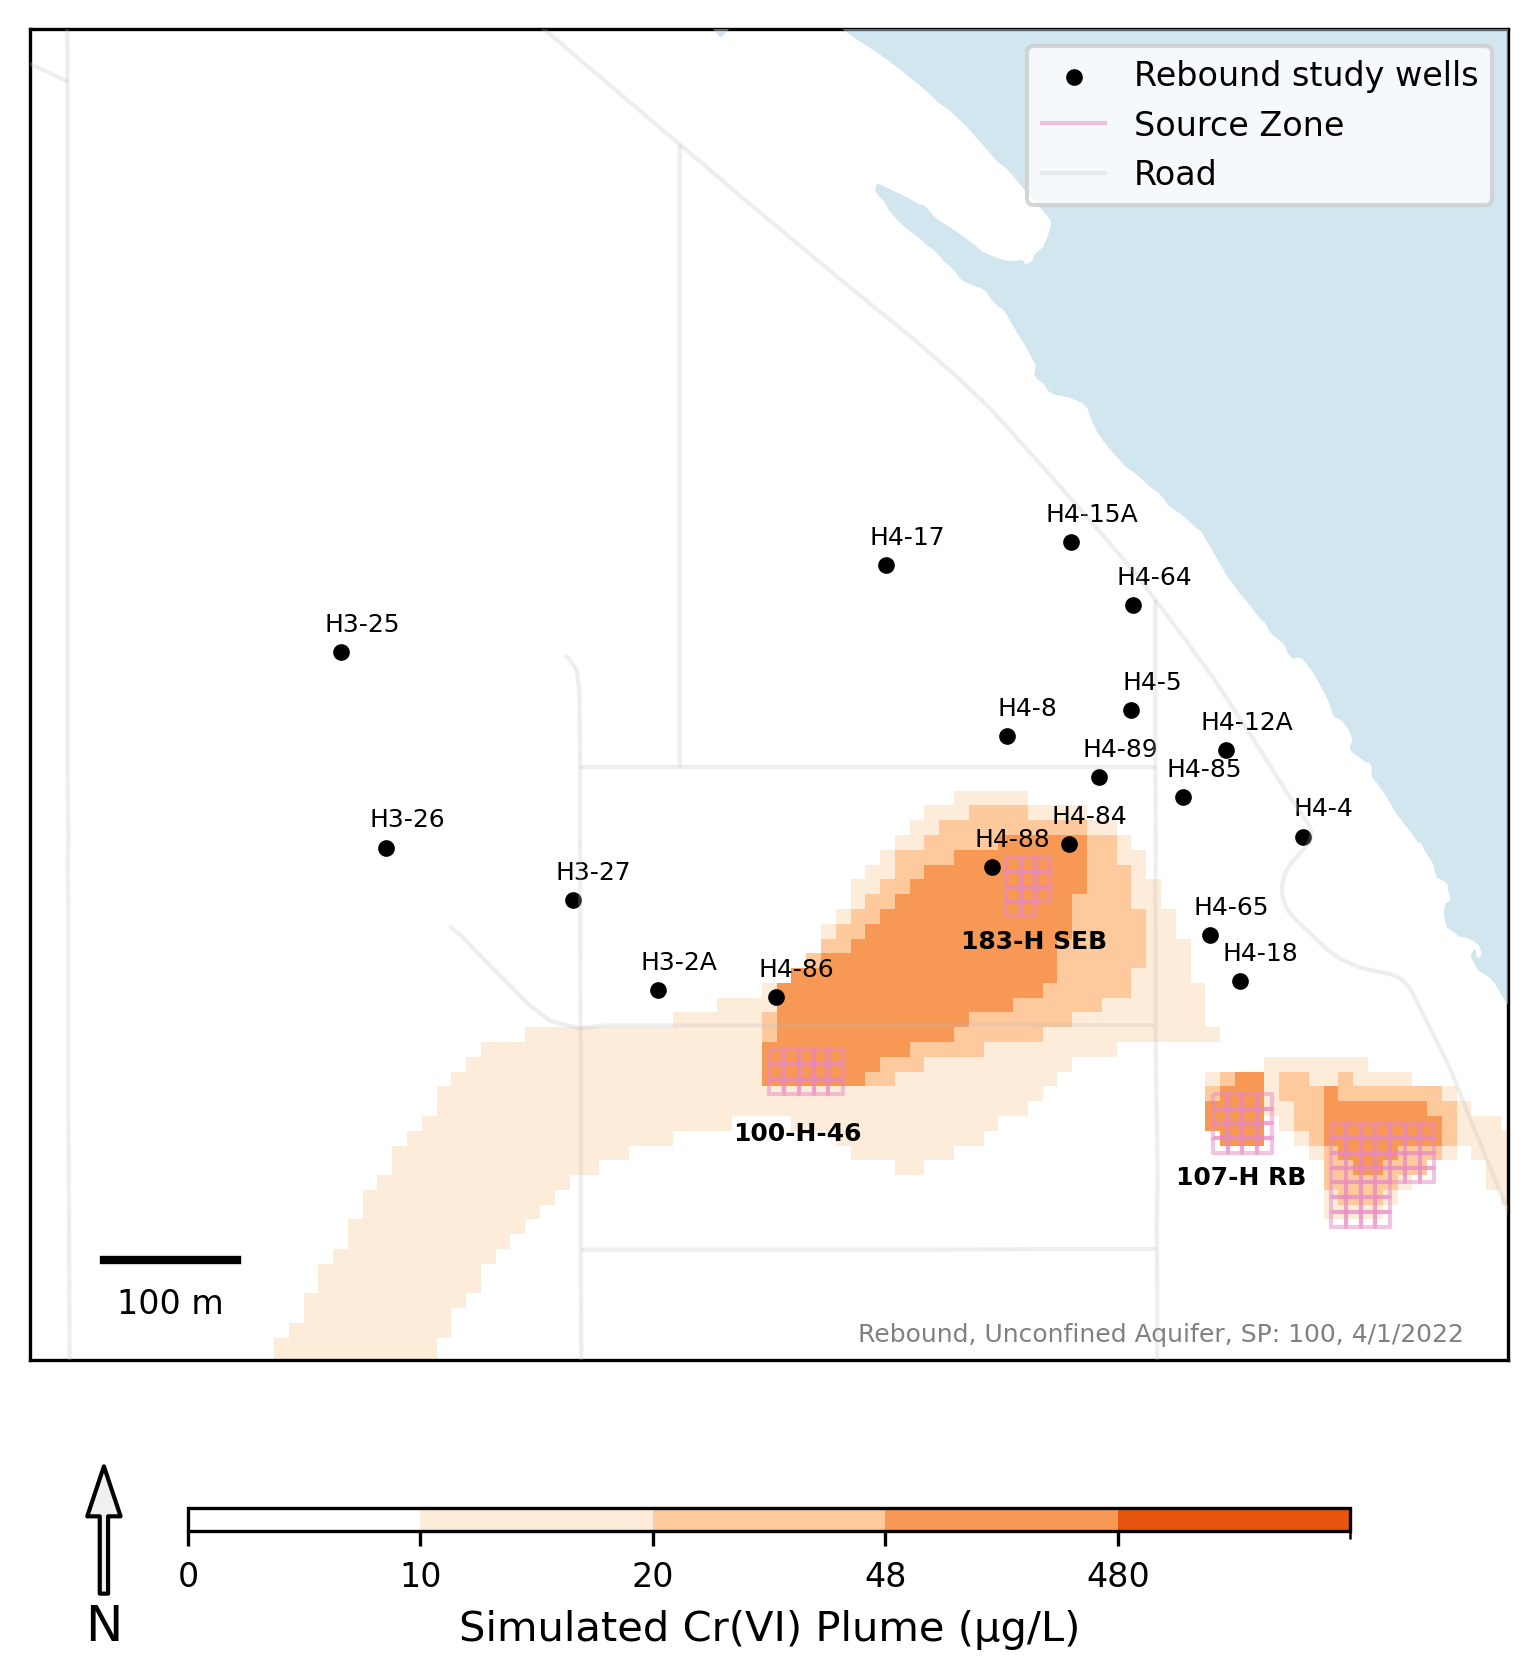 Rebound study wells
Source Zone
Road
H4-15A
H4-17
H4-64
H3-25
H4-5
H4-8
H4-12A
H4-89
H4-85
H4-4
H4-84
H3-26
H4-88
H3-27
H4-65
183-H SEB
H4-18
H3-2A
H4-86
100-H-46
107-H RB
100 m
Rebound, Unconfined Aquifer, SP: 100, 4/1/2022
0 10 20 48 480
N
Simulated Cr(VI) Plume (μg/L)